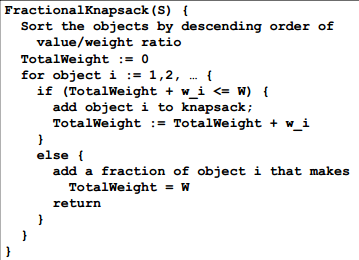 FractionalKnapsack(S) {
  Sort the objects by descending order of
    value/weight ratio
  TotalWeight := 0
  for object i := 1,2, … {
    if (TotalWeight + w_i <= W) {
      add object i to knapsack;
      TotalWeight := TotalWeight + w_i
    }
    else {
      add a fraction of object i that makes
        TotalWeight = W
      return
    }
  }
}